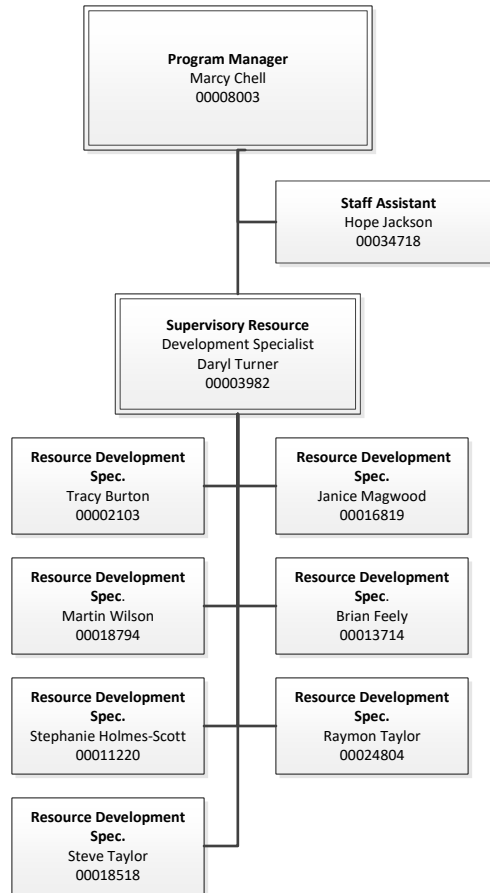 Program Manager
Marcy Chell
00008003
Staff Assistant
Hope Jackson
00034718
Supervisory Resource
Development Specialist
Daryl Turner
00003982
Resource Development
Spec.
Tracy Burton
00002103
Resource Development
Spec.
Janice Magwood
00016819
Resource Development
Spec.
Martin Wilson
00018794
Resource Development
Spec.
Brian Feely
00013714
Resource Development
Spec.
Stephanie Holmes-Scott
00011220
Resource Development
Spec.
Raymon Taylor
00024804
Resource Development
Spec.
Steve Taylor
00018518